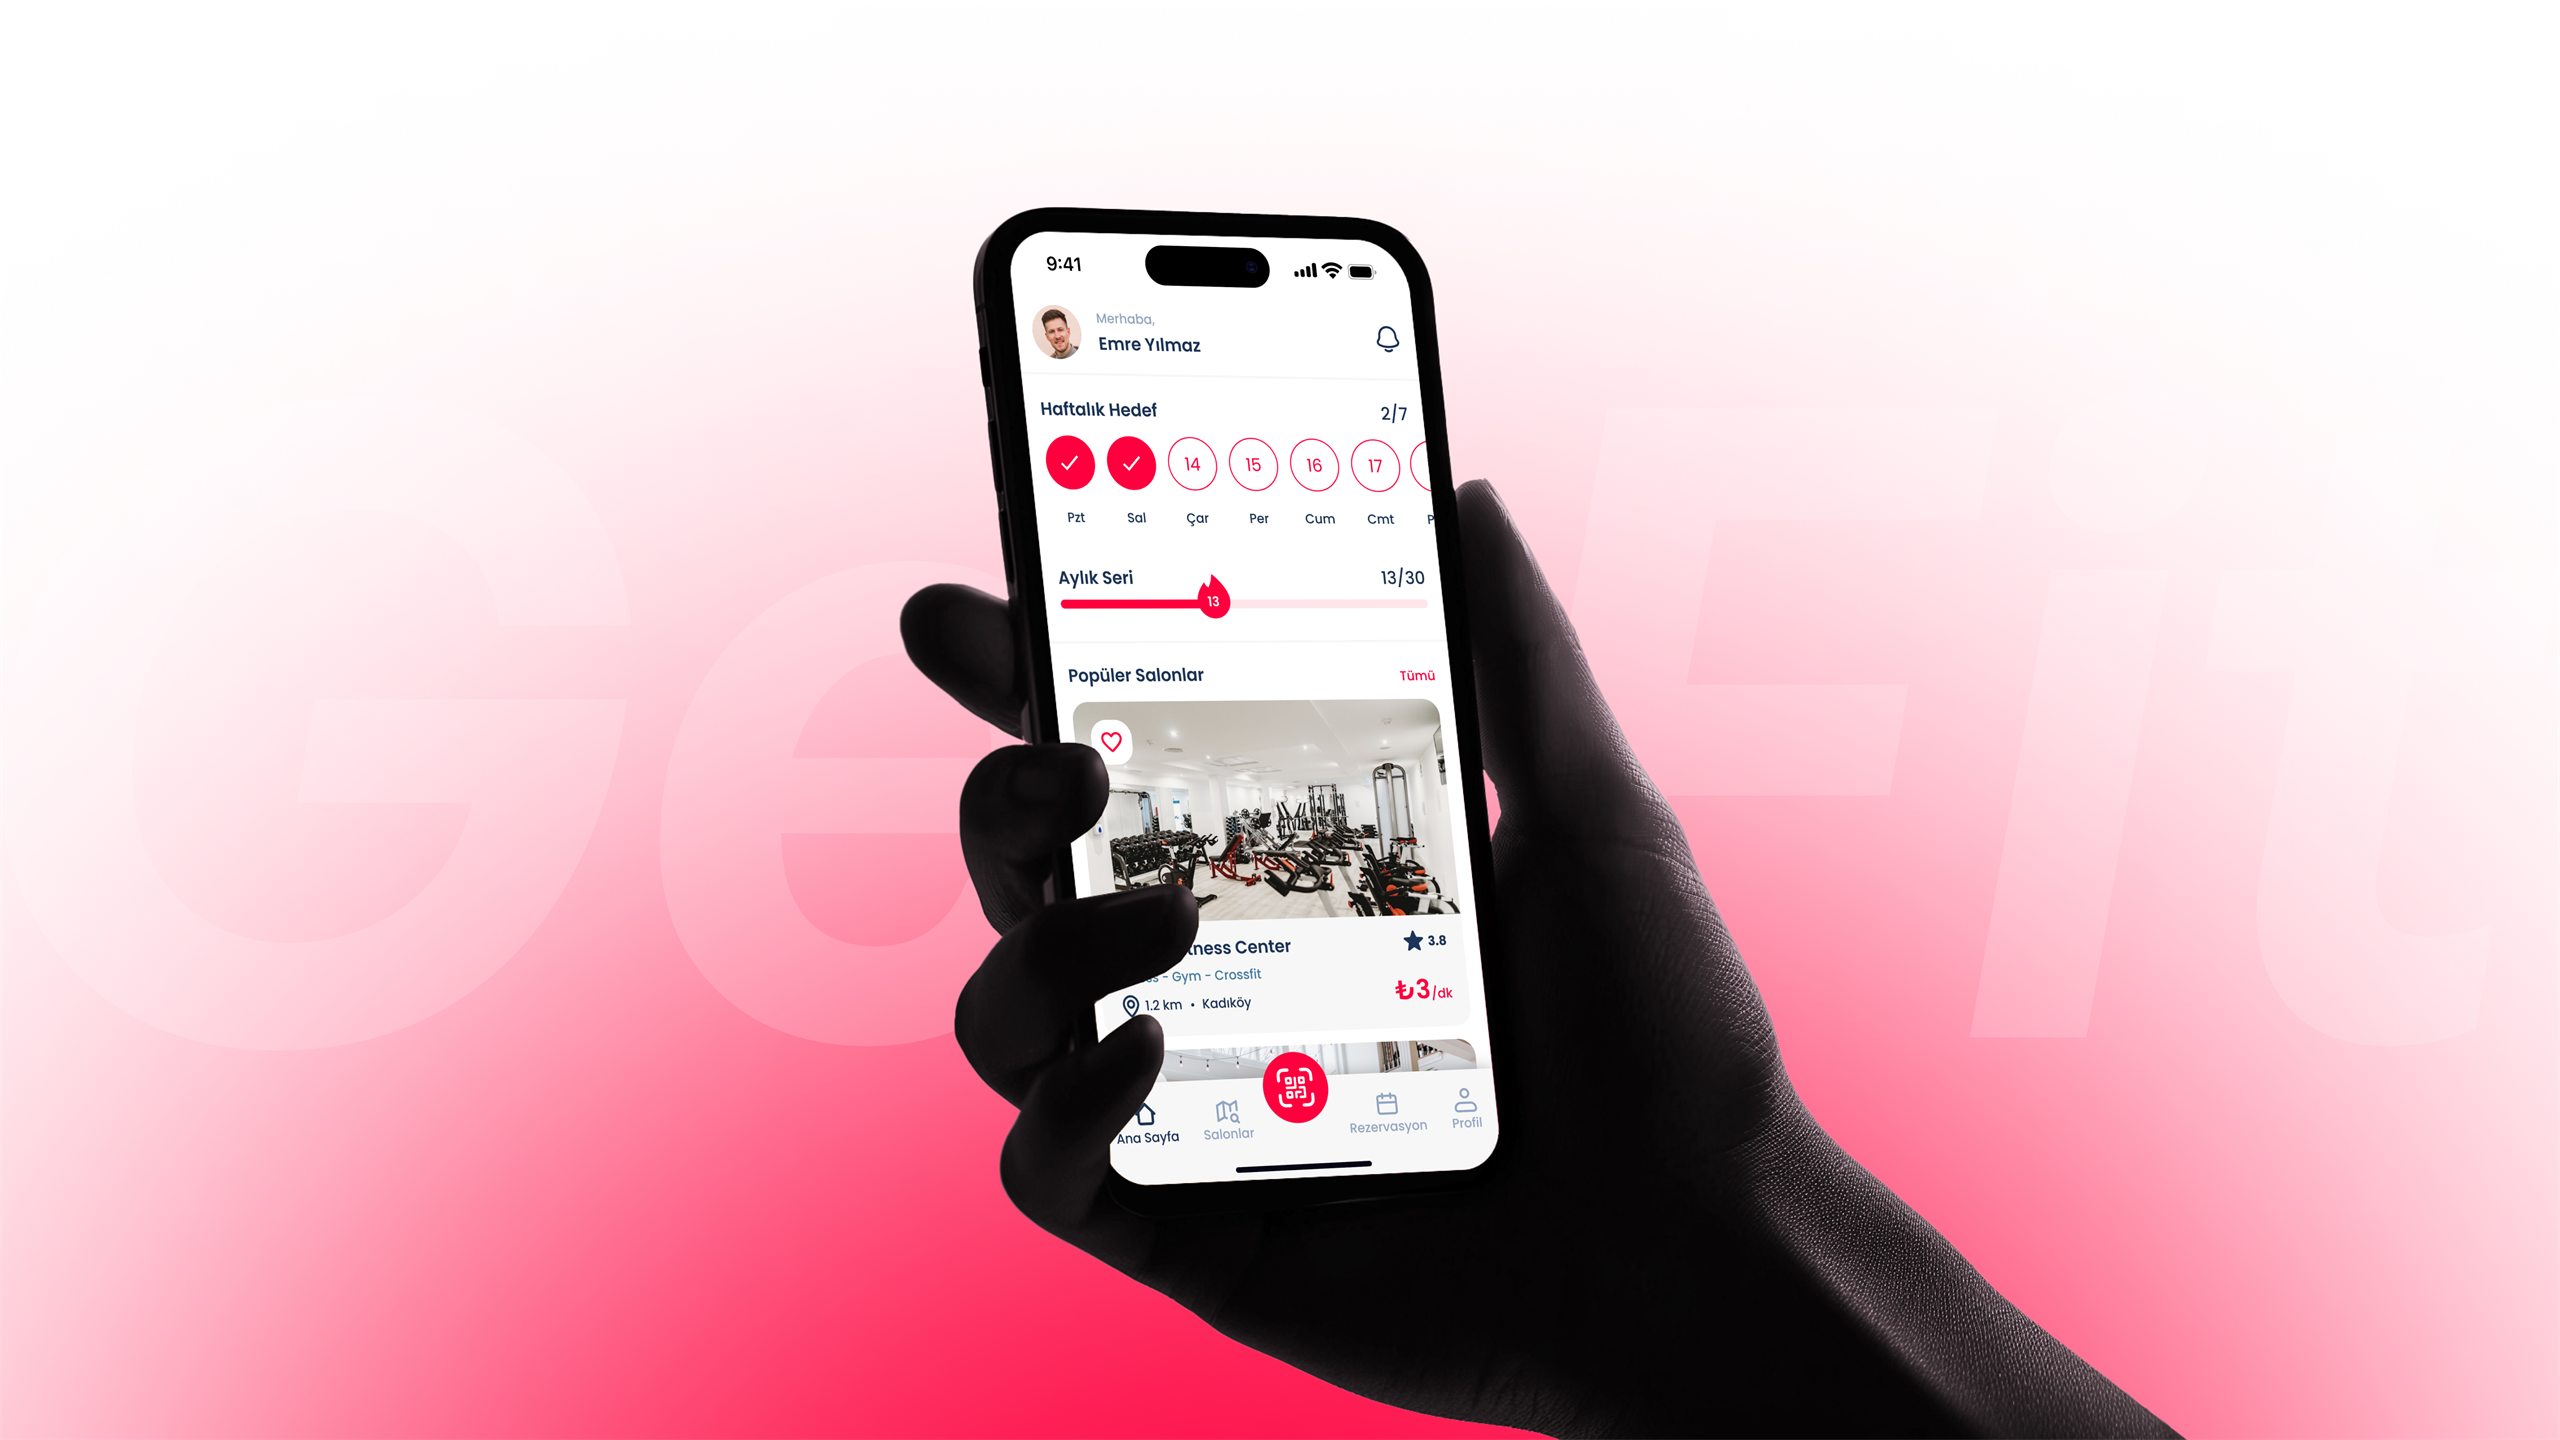 GetFit
9:41
Merhaba,
Emre Yılmaz
Haftalık Hedef 2/7
14 15 16 17
Pzt Sal Çar Per Cum Cmt P
Aylık Seri 13/30
13
Popüler Salonlar Tümü
tness Center 3.8
s - Gym - Crossfit
₺3/dk
1.2 km • Kadıköy
Ana Sayfa Salonlar Rezervasyon Profil